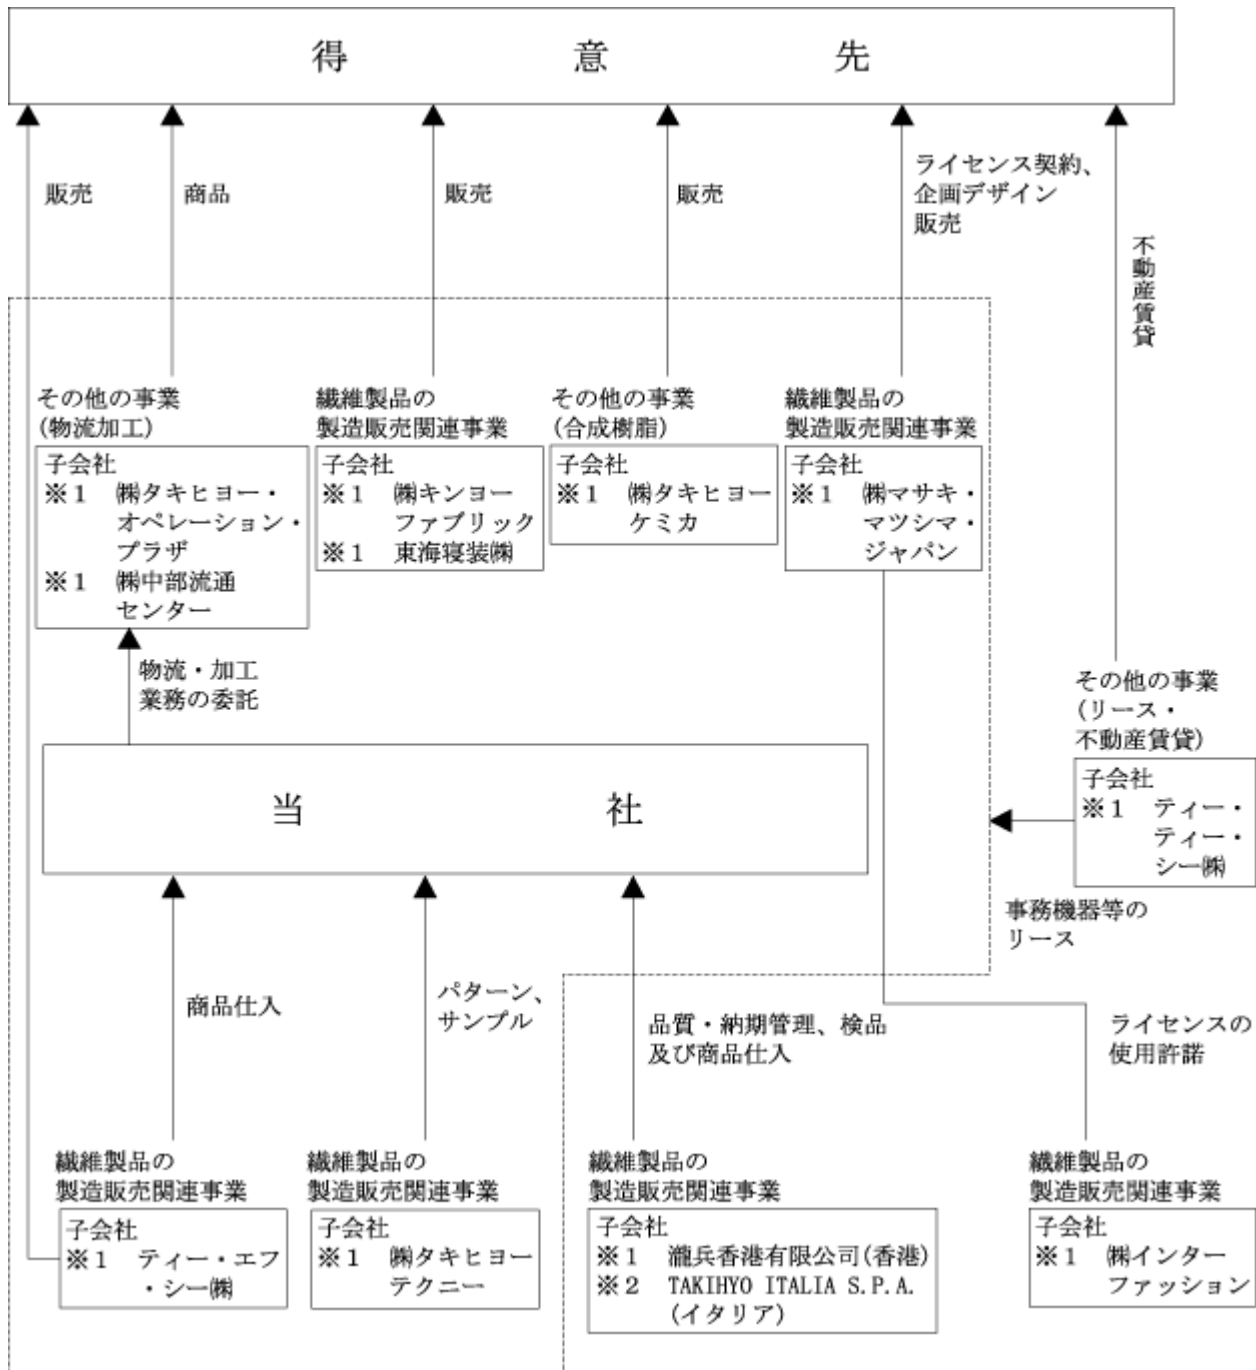 得意先
販売
商品
販売
販売
ライセンス契約、
企画デザイン
販売
不動産賃貸
その他の事業
(物流加工)
子会社
※1 ㈱タキヒヨー・
オペレーション・
プラザ
※1 ㈱中部流通
センター
繊維製品の
製造販売関連事業
子会社
※1 ㈱キンヨー
ファブリック
※1 東海寝装㈱
その他の事業
(合成樹脂)
子会社
※1 ㈱タキヒヨー
ケミカ
繊維製品の
製造販売関連事業
子会社
※1 ㈱マサキ・
マツシマ・
ジャパン
物流・加工
業務の委託
その他の事業
(リース・
不動産賃貸)
子会社
※1 ティー・
ティー・
シー㈱
当社
事務機器等の
リース
商品仕入
パターン、
サンプル
品質・納期管理、検品
及び商品仕入
ライセンスの
使用許諾
繊維製品の
製造販売関連事業
子会社
※1 ティー・エフ
・シー㈱
繊維製品の
製造販売関連事業
子会社
※1 ㈱タキヒヨー
テクニー
繊維製品の
製造販売関連事業
子会社
※1 瀧兵香港有限公司(香港)
※2 TAKIHYO ITALIA S.P.A.
(イタリア)
繊維製品の
製造販売関連事業
子会社
※1 ㈱インター
ファッション